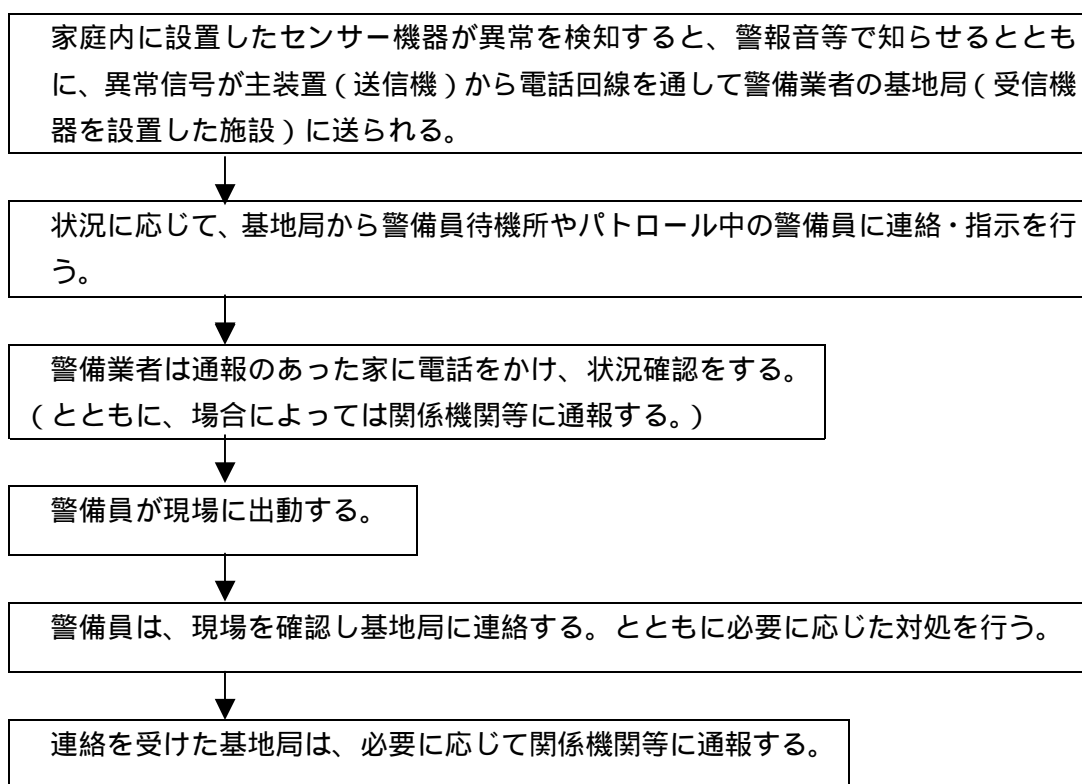 家庭内に設置したセンサー機器が異常を検知すると、警報音等で知らせるととも
に、異常信号が主装置(送信機)から電話回線を通して警備業者の基地局(受信機
器を設置した施設)に送られる。
状況に応じて、基地局から警備員待機所やパトロール中の警備員に連絡・指示を行
う。
警備業者は通報のあった家に電話をかけ、状況確認をする。
(とともに、場合によっては関係機関等に通報する。)
警備員が現場に出動する。
警備員は、現場を確認し基地局に連絡する。とともに必要に応じた対処を行う。
連絡を受けた基地局は、必要に応じて関係機関等に通報する。